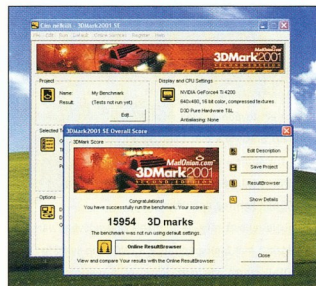 3DMark2001 SE
File Edit Run Default Online services Register Help
MadOnion.com
3DMARK2001
SECOND EDITION
Project
Name: My Benchmark
Result: (Tests not run yet)
Edit...
Display and CPU Settings
NVIDIA GeForce4 Ti 4200
640x480, 16 bit color, compressed textures
D3D Pure Hardware T&L
Antialiasing: None
Selected T
Options
3DMark2001 SE Overall Score
3DMark Score
MadOnion.com
3DMARK2001
SECOND EDITION
Congratulations!
You have successfully run the benchmark. Your score is:
15954 3D marks
The benchmark was not run using default settings.
Online ResultBrowser
View and compare Your results with the Online ResultBrowser.
Edit Description
Save Project
ResultBrowser
Show Details
Close